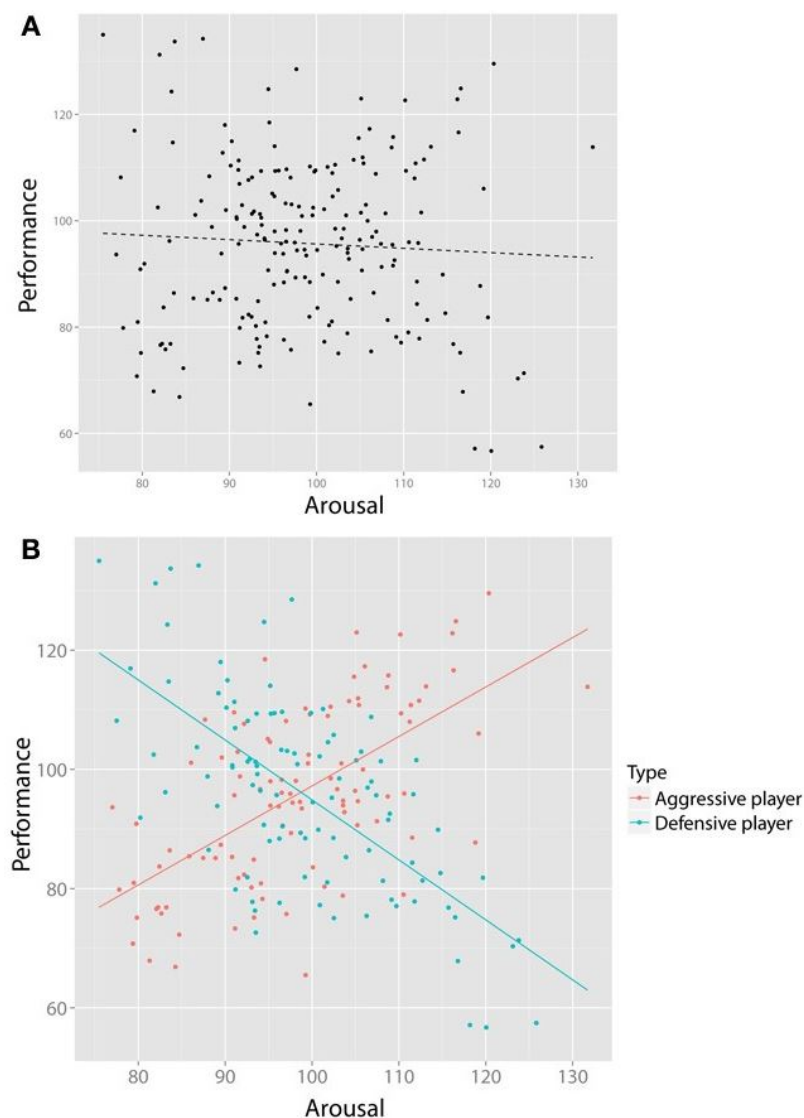 A
Performance
120
100
80
60
80 90 100 110 120 130
Arousal
B
Performance
120
100
80
60
80 90 100 110 120 130
Arousal
Type
Aggressive player
Defensive player